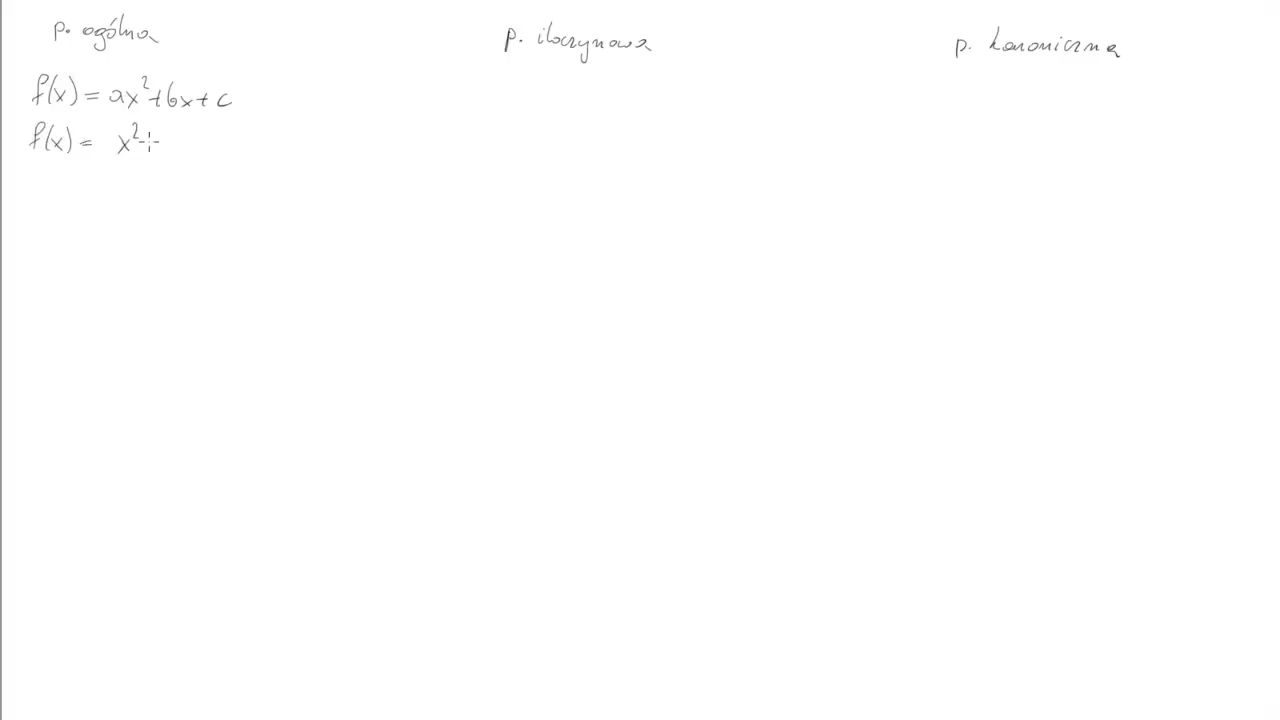 p. ogólna
p. iloczynowa
p. kanoniczna
f(x) = ax²+bx+c
f(x) = x²+